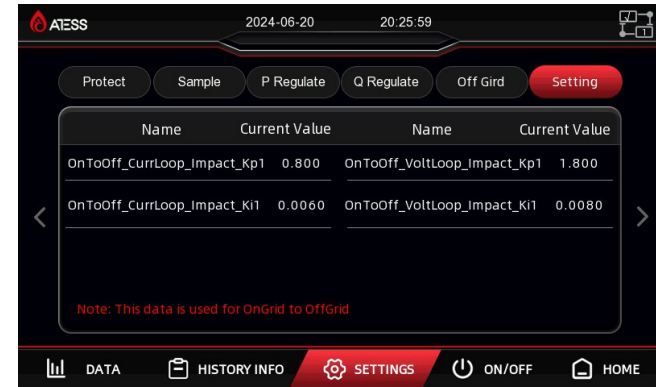 ATESS 2024-06-20 20:25:59
1
Protect Sample P Regulate Q Regulate Off Gird Setting
Name Current Value Name Current Value
OnToOff_CurrLoop_Impact_Kp1 0.800 OnToOff_VoltLoop_Impact_Kp1 1.800
OnToOff_CurrLoop_Impact_Ki1 0.0060 OnToOff_VoltLoop_Impact_Ki1 0.0080
Note: This data is used for OnGrid to OffGrid
DATA HISTORY INFO SETTINGS ON/OFF HOME